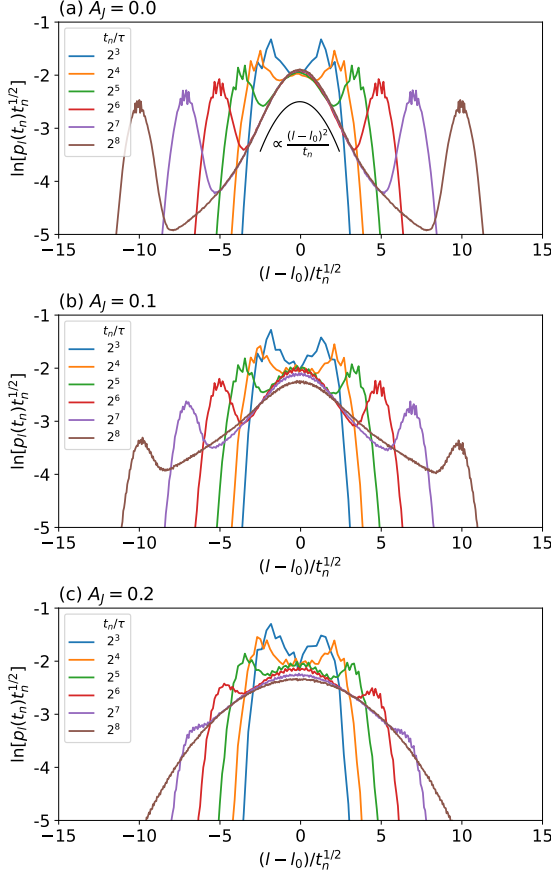 (a) A_J = 0.0
ln[p_l(t_n)t_n^{1/2}]
-1
-2
-3
-4
-5
t_n/τ
2^3
2^4
2^5
2^6
2^7
2^8
∝ (l − l_0)^2 / t_n
−15 −10 −5 0 5 10 15
(l − l_0)/t_n^{1/2}
(b) A_J = 0.1
ln[p_l(t_n)t_n^{1/2}]
-1
-2
-3
-4
-5
t_n/τ
2^3
2^4
2^5
2^6
2^7
2^8
−15 −10 −5 0 5 10 15
(l − l_0)/t_n^{1/2}
(c) A_J = 0.2
ln[p_l(t_n)t_n^{1/2}]
-1
-2
-3
-4
-5
t_n/τ
2^3
2^4
2^5
2^6
2^7
2^8
−15 −10 −5 0 5 10 15
(l − l_0)/t_n^{1/2}